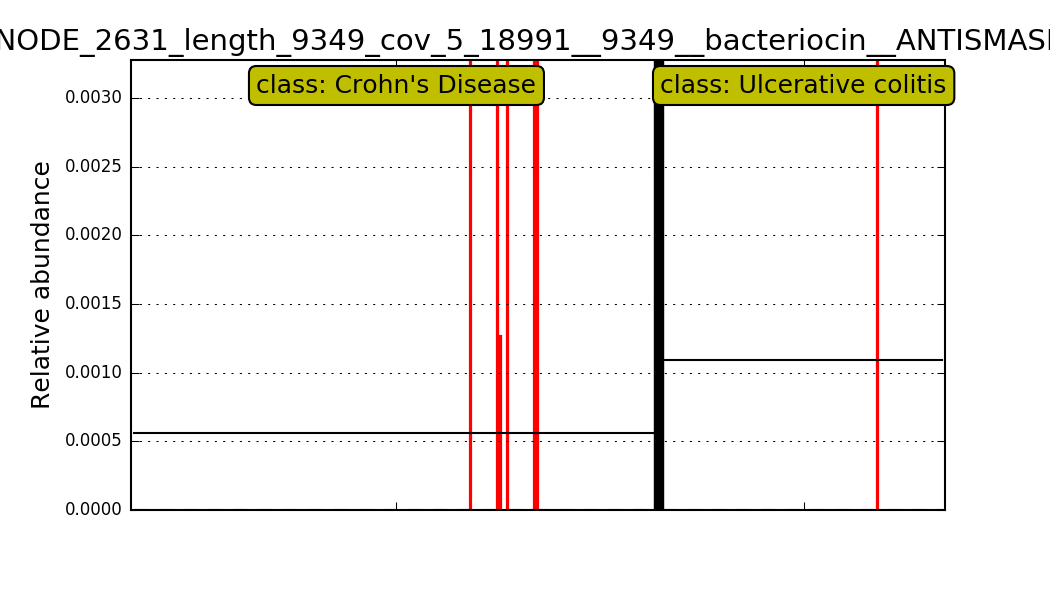 NODE_2631_length_9349_cov_5_18991__9349__bacteriocin__ANTISMAS
class: Crohn's Disease
class: Ulcerative colitis
Relative abundance
0.0030
0.0025
0.0020
0.0015
0.0010
0.0005
0.0000